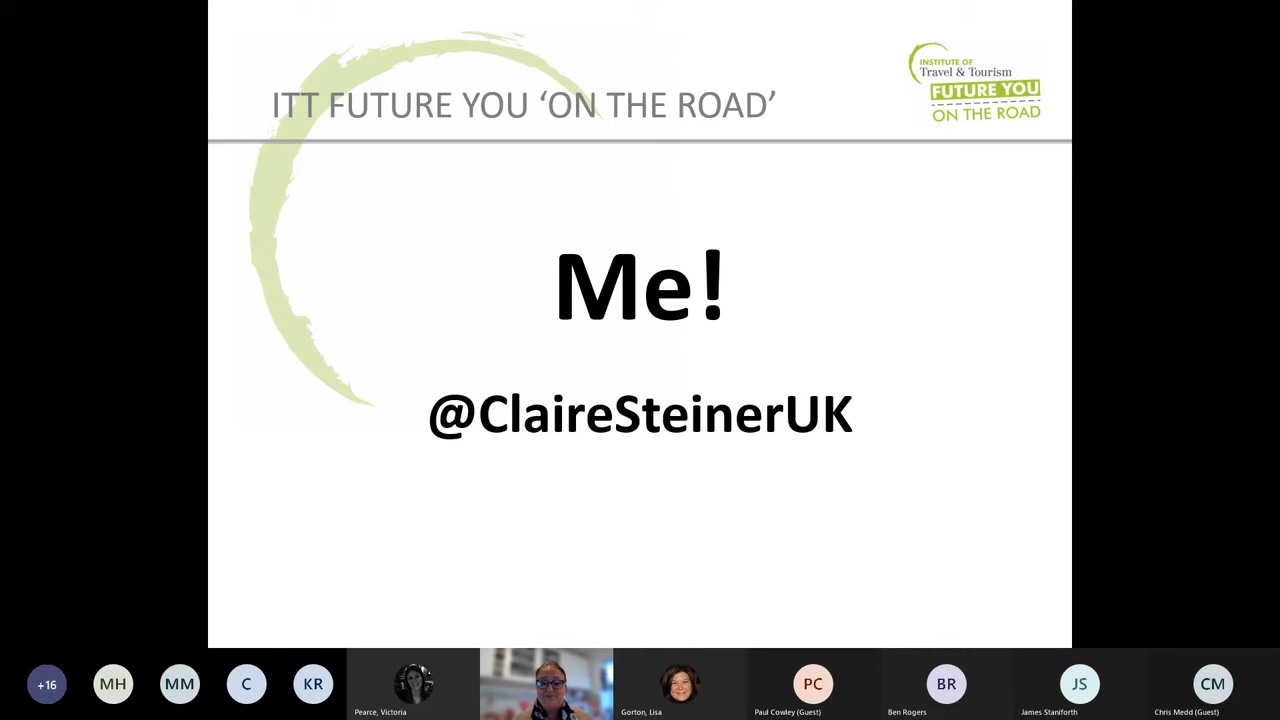 ITT FUTURE YOU ‘ON THE ROAD’
INSTITUTE OF
Travel & Tourism
FUTURE YOU
ON THE ROAD
Me!
@ClaireSteinerUK
+16
MH
MM
C
KR
PC
BR
JS
CM
Pearce, Victoria
Gorton, Lisa
Paul Cowley (Guest)
Ben Rogers
James Staniforth
Chris Medd (Guest)